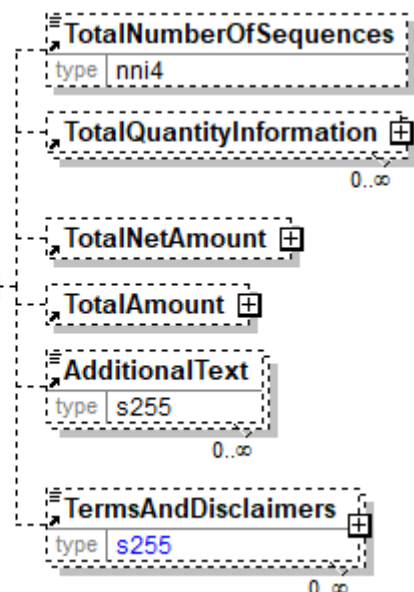 TotalNumberOfSequences
type nni4
TotalQuantityInformation
0..∞
TotalNetAmount
TotalAmount
AdditionalText
type s255
0..∞
TermsAndDisclaimers
type s255
0..∞